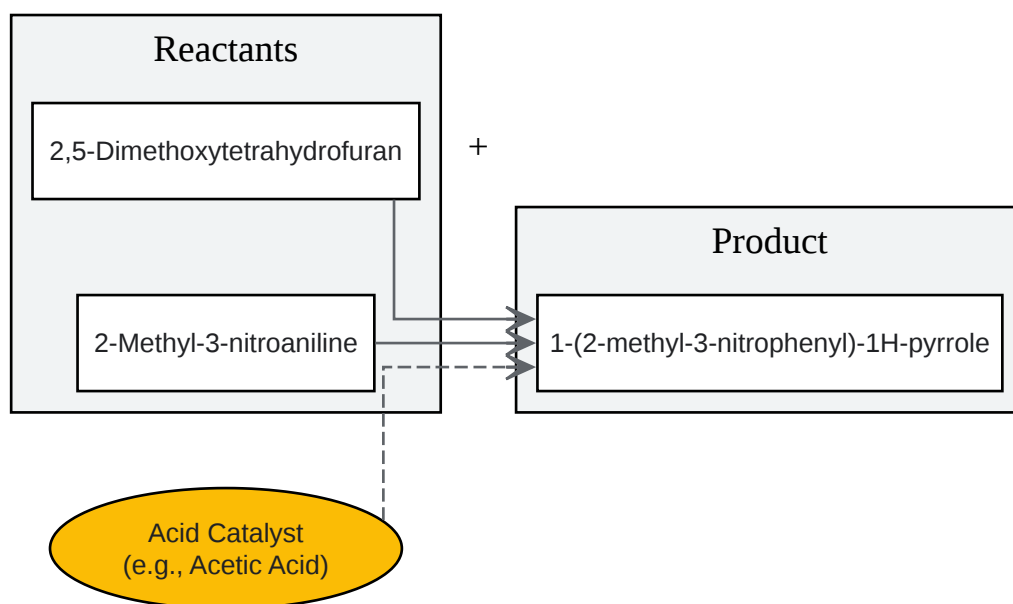 Reactants
2,5-Dimethoxytetrahydrofuran
+
Product
2-Methyl-3-nitroaniline
1-(2-methyl-3-nitrophenyl)-1H-pyrrole
Acid Catalyst
(e.g., Acetic Acid)